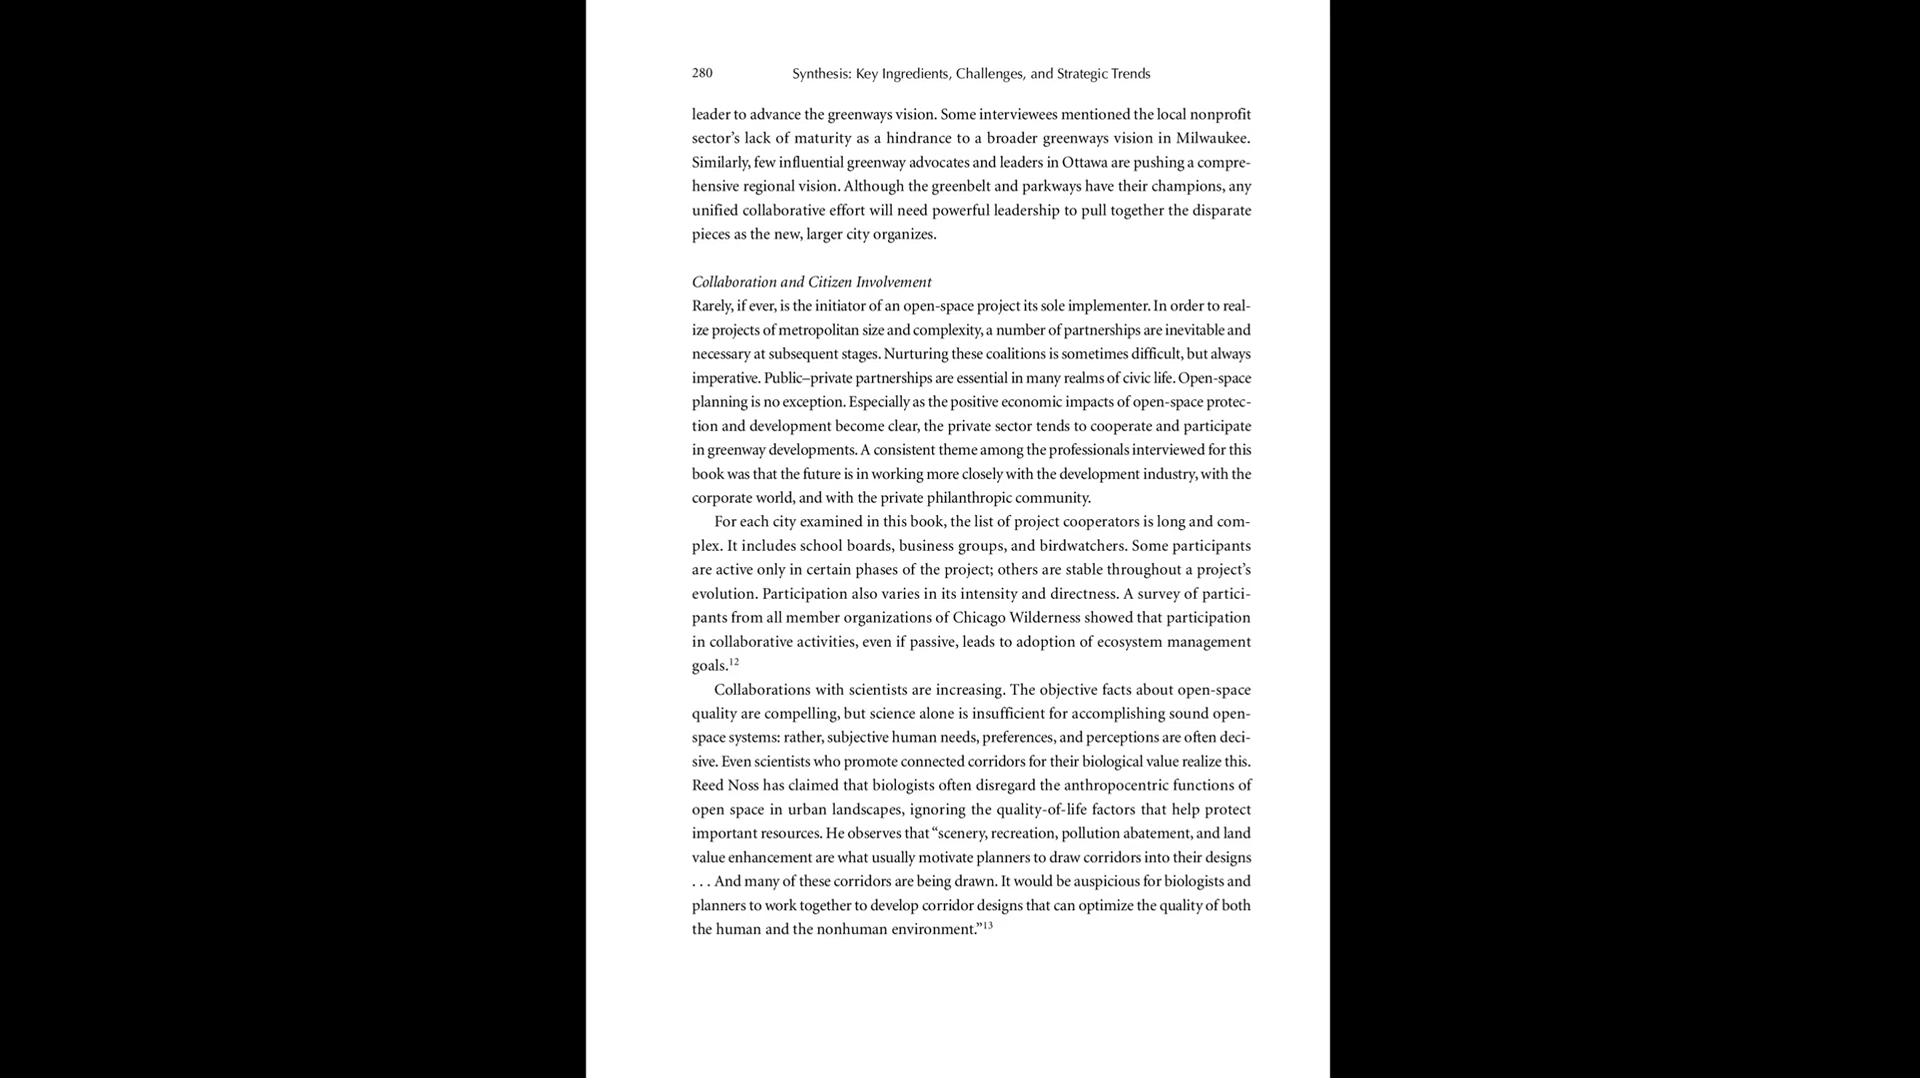 280 Synthesis: Key Ingredients, Challenges, and Strategic Trends
leader to advance the greenways vision. Some interviewees mentioned the local nonprofit
sector’s lack of maturity as a hindrance to a broader greenways vision in Milwaukee.
Similarly, few influential greenway advocates and leaders in Ottawa are pushing a compre-
hensive regional vision. Although the greenbelt and parkways have their champions, any
unified collaborative effort will need powerful leadership to pull together the disparate
pieces as the new, larger city organizes.
Collaboration and Citizen Involvement
Rarely, if ever, is the initiator of an open-space project its sole implementer. In order to real-
ize projects of metropolitan size and complexity, a number of partnerships are inevitable and
necessary at subsequent stages. Nurturing these coalitions is sometimes difficult, but always
imperative. Public–private partnerships are essential in many realms of civic life. Open-space
planning is no exception. Especially as the positive economic impacts of open-space protec-
tion and development become clear, the private sector tends to cooperate and participate
in greenway developments. A consistent theme among the professionals interviewed for this
book was that the future is in working more closely with the development industry, with the
corporate world, and with the private philanthropic community.
For each city examined in this book, the list of project cooperators is long and com-
plex. It includes school boards, business groups, and birdwatchers. Some participants
are active only in certain phases of the project; others are stable throughout a project’s
evolution. Participation also varies in its intensity and directness. A survey of partici-
pants from all member organizations of Chicago Wilderness showed that participation
in collaborative activities, even if passive, leads to adoption of ecosystem management
goals.12
Collaborations with scientists are increasing. The objective facts about open-space
quality are compelling, but science alone is insufficient for accomplishing sound open-
space systems: rather, subjective human needs, preferences, and perceptions are often deci-
sive. Even scientists who promote connected corridors for their biological value realize this.
Reed Noss has claimed that biologists often disregard the anthropocentric functions of
open space in urban landscapes, ignoring the quality-of-life factors that help protect
important resources. He observes that “scenery, recreation, pollution abatement, and land
value enhancement are what usually motivate planners to draw corridors into their designs
. . . And many of these corridors are being drawn. It would be auspicious for biologists and
planners to work together to develop corridor designs that can optimize the quality of both
the human and the nonhuman environment.”13